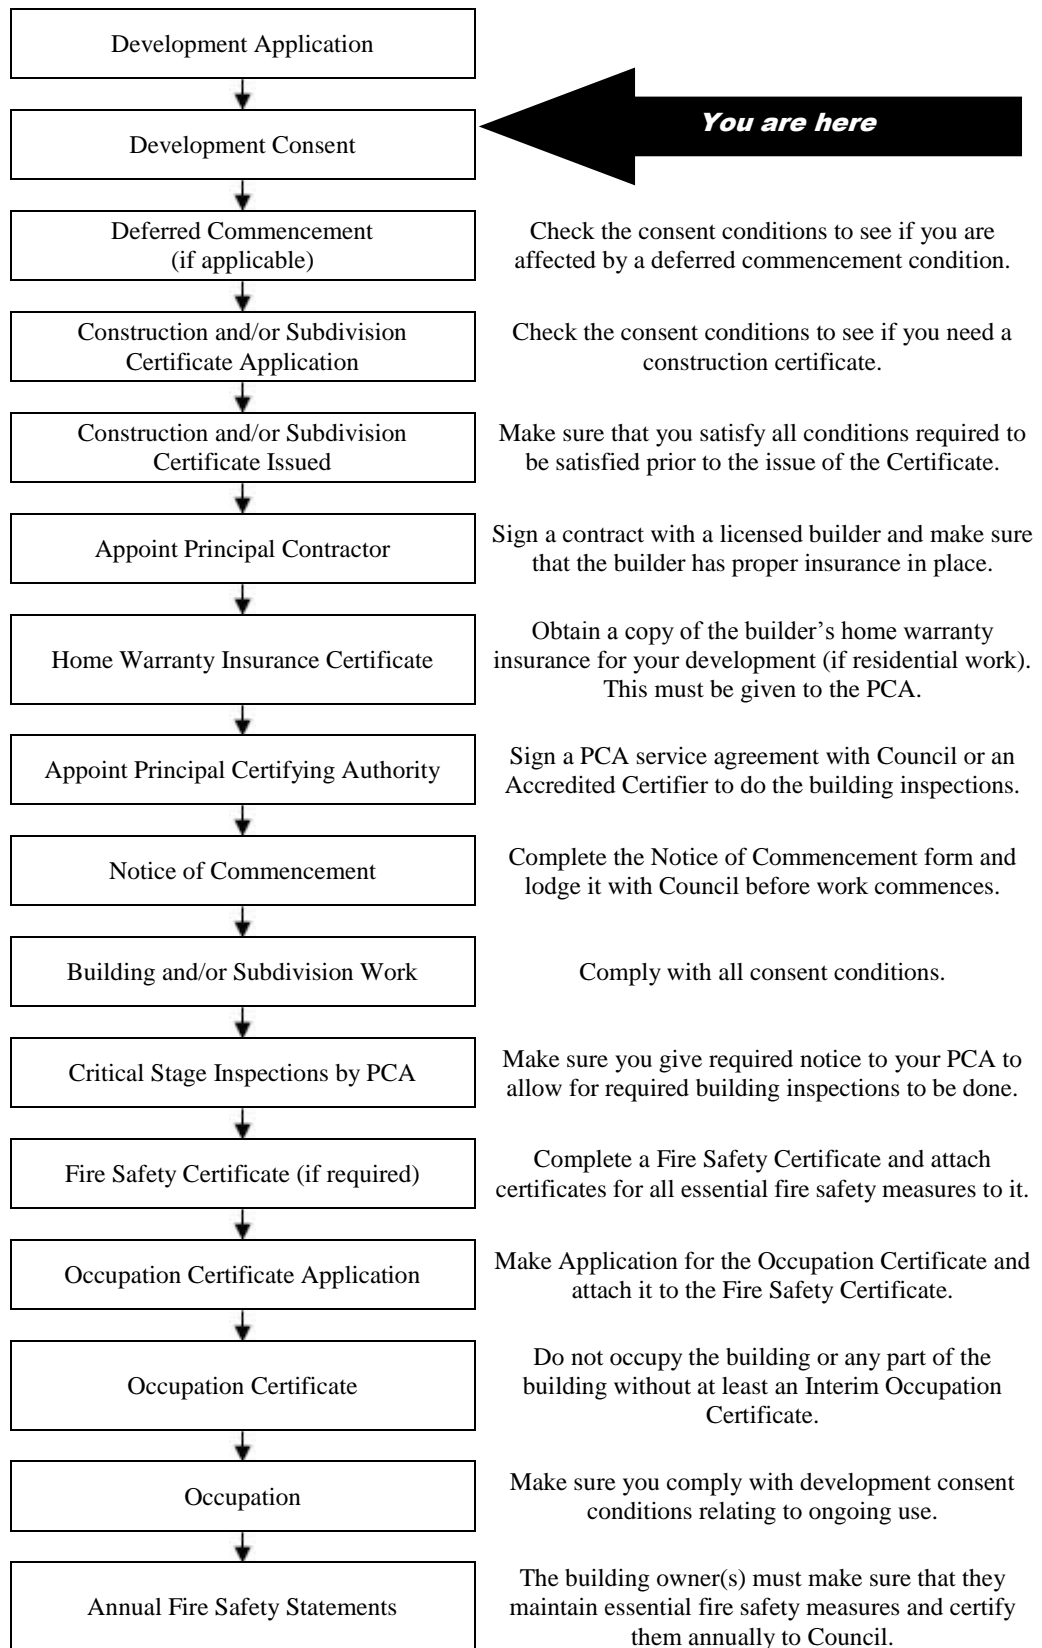 Development Application
Development Consent
You are here
Deferred Commencement
(if applicable)
Check the consent conditions to see if you are
affected by a deferred commencement condition.
Construction and/or Subdivision
Certificate Application
Check the consent conditions to see if you need a
construction certificate.
Construction and/or Subdivision
Certificate Issued
Make sure that you satisfy all conditions required to
be satisfied prior to the issue of the Certificate.
Appoint Principal Contractor
Sign a contract with a licensed builder and make sure
that the builder has proper insurance in place.
Home Warranty Insurance Certificate
Obtain a copy of the builder’s home warranty
insurance for your development (if residential work).
This must be given to the PCA.
Appoint Principal Certifying Authority
Sign a PCA service agreement with Council or an
Accredited Certifier to do the building inspections.
Notice of Commencement
Complete the Notice of Commencement form and
lodge it with Council before work commences.
Building and/or Subdivision Work
Comply with all consent conditions.
Critical Stage Inspections by PCA
Make sure you give required notice to your PCA to
allow for required building inspections to be done.
Fire Safety Certificate (if required)
Complete a Fire Safety Certificate and attach
certificates for all essential fire safety measures to it.
Occupation Certificate Application
Make Application for the Occupation Certificate and
attach it to the Fire Safety Certificate.
Occupation Certificate
Do not occupy the building or any part of the
building without at least an Interim Occupation
Certificate.
Occupation
Make sure you comply with development consent
conditions relating to ongoing use.
Annual Fire Safety Statements
The building owner(s) must make sure that they
maintain essential fire safety measures and certify
them annually to Council.